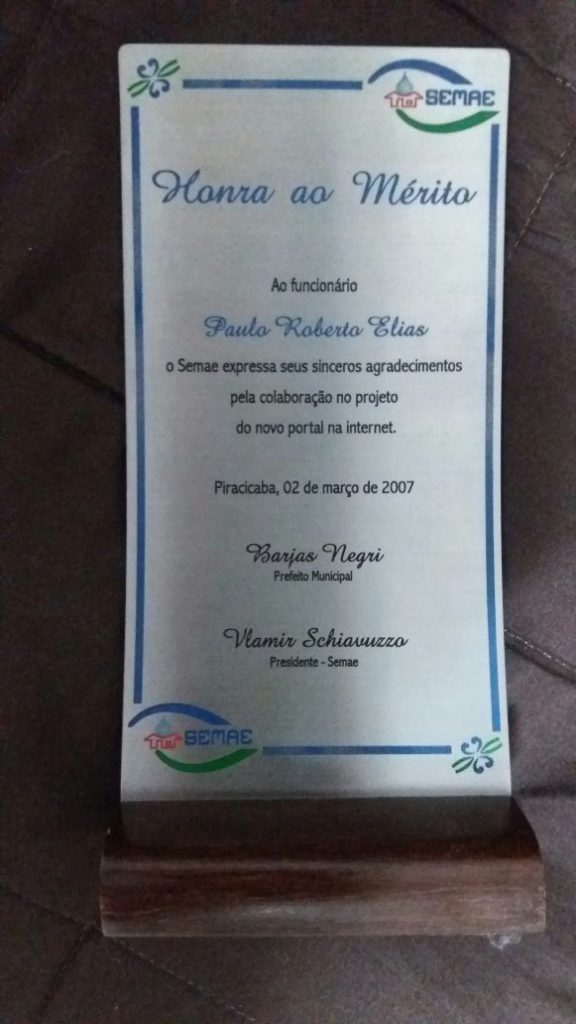 SEMAE
Honra ao Mérito
Ao funcionário
Paulo Roberto Elias
o Semae expressa seus sinceros agradecimentos
pela colaboração no projeto
do novo portal na internet.
Piracicaba, 02 de março de 2007
Barjas Negri
Prefeito Municipal
Vlamir Schiavuzzo
Presidente - Semae
SEMAE